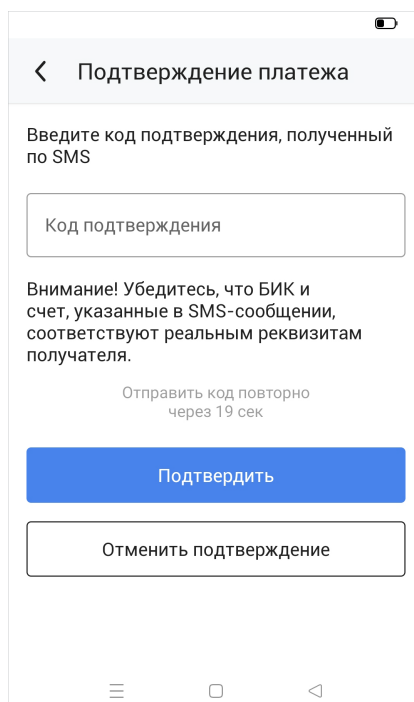 Подтверждение платежа
Введите код подтверждения, полученный
по SMS
Код подтверждения
Внимание! Убедитесь, что БИК и
счет, указанные в SMS-сообщении,
соответствуют реальным реквизитам
получателя.
Отправить код повторно
через 19 сек
Подтвердить
Отменить подтверждение